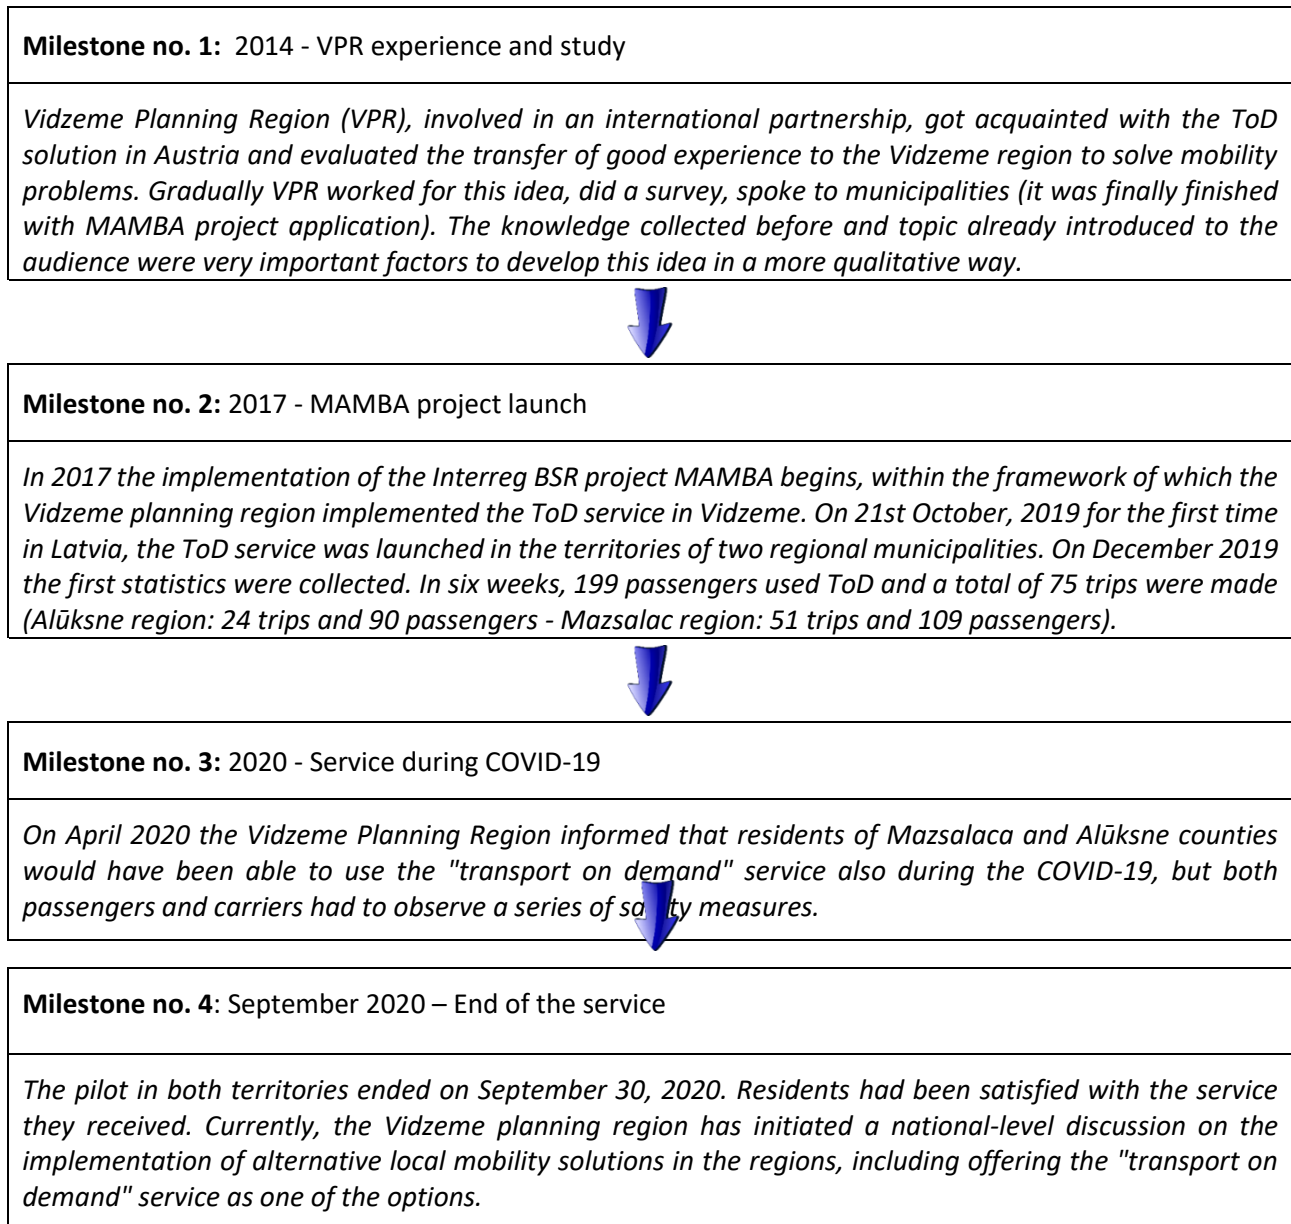 Milestone no. 1:  2014 - VPR experience and study
Vidzeme Planning Region (VPR), involved in an international partnership, got acquainted with the ToD
solution in Austria and evaluated the transfer of good experience to the Vidzeme region to solve mobility
problems. Gradually VPR worked for this idea, did a survey, spoke to municipalities (it was finally finished
with MAMBA project application). The knowledge collected before and topic already introduced to the
audience were very important factors to develop this idea in a more qualitative way.
Milestone no. 2: 2017 - MAMBA project launch
In 2017 the implementation of the Interreg BSR project MAMBA begins, within the framework of which the
Vidzeme planning region implemented the ToD service in Vidzeme. On 21st October, 2019 for the first time
in Latvia, the ToD service was launched in the territories of two regional municipalities. On December 2019
the first statistics were collected. In six weeks, 199 passengers used ToD and a total of 75 trips were made
(Alūksne region: 24 trips and 90 passengers - Mazsalac region: 51 trips and 109 passengers).
Milestone no. 3: 2020 - Service during COVID-19
On April 2020 the Vidzeme Planning Region informed that residents of Mazsalaca and Alūksne counties
would have been able to use the "transport on demand" service also during the COVID-19, but both
passengers and carriers had to observe a series of safety measures.
Milestone no. 4: September 2020 – End of the service
The pilot in both territories ended on September 30, 2020. Residents had been satisfied with the service
they received. Currently, the Vidzeme planning region has initiated a national-level discussion on the
implementation of alternative local mobility solutions in the regions, including offering the "transport on
demand" service as one of the options.